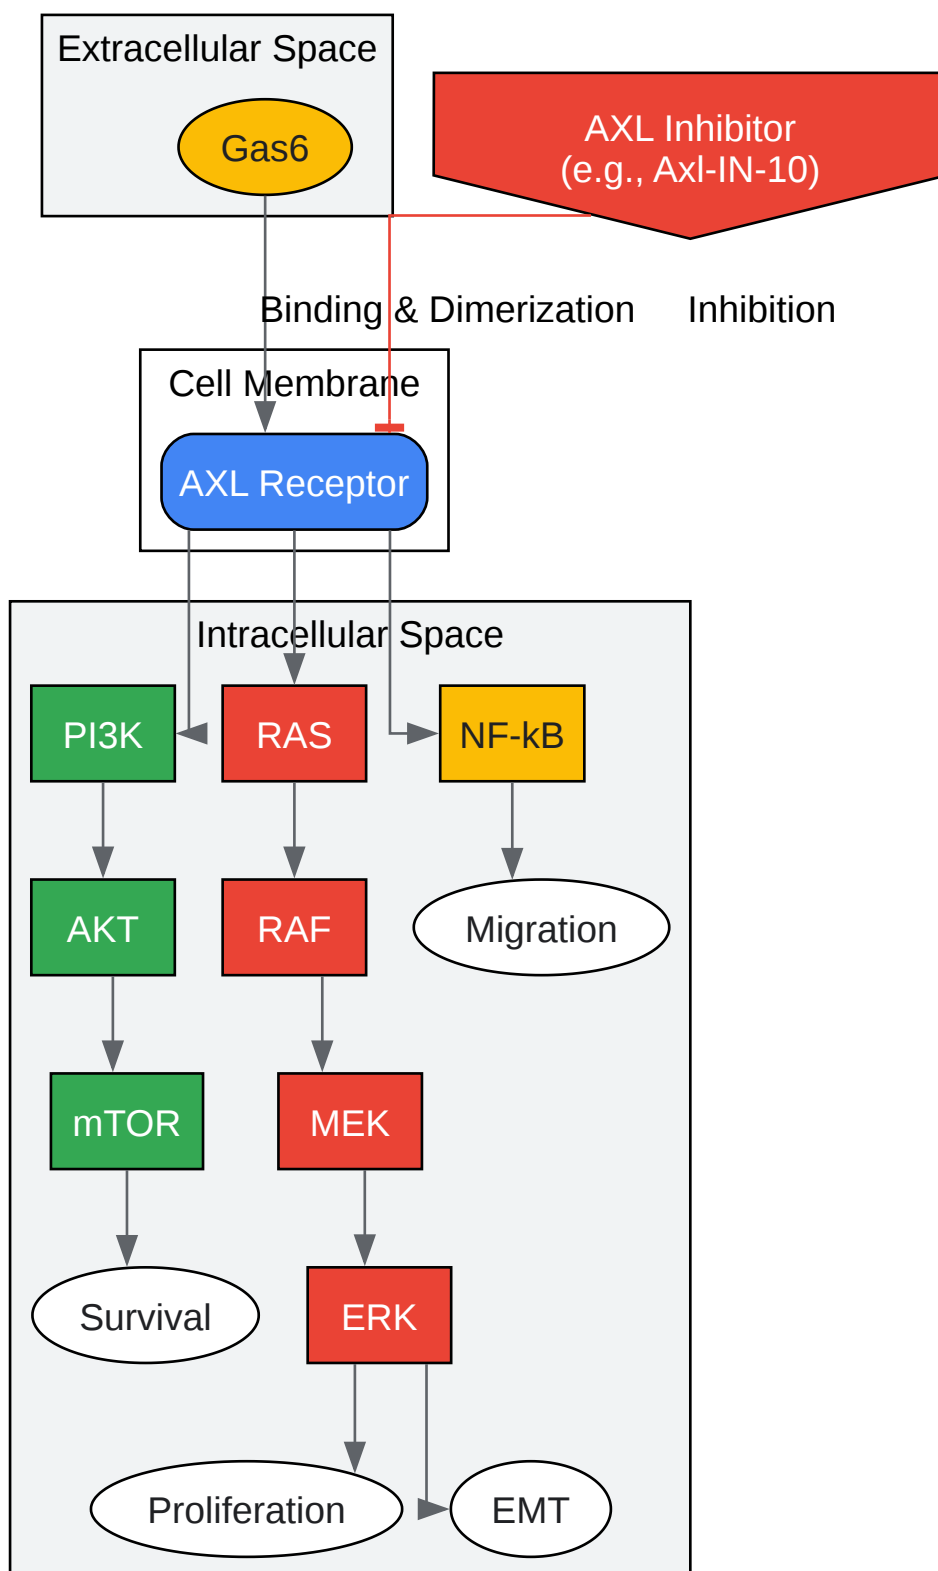 Extracellular Space
Gas6
AXL Inhibitor
(e.g., Axl-IN-10)
Binding & Dimerization
Inhibition
Cell Membrane
AXL Receptor
Intracellular Space
PI3K
RAS
NF-kB
AKT
RAF
Migration
mTOR
MEK
Survival
ERK
Proliferation
EMT